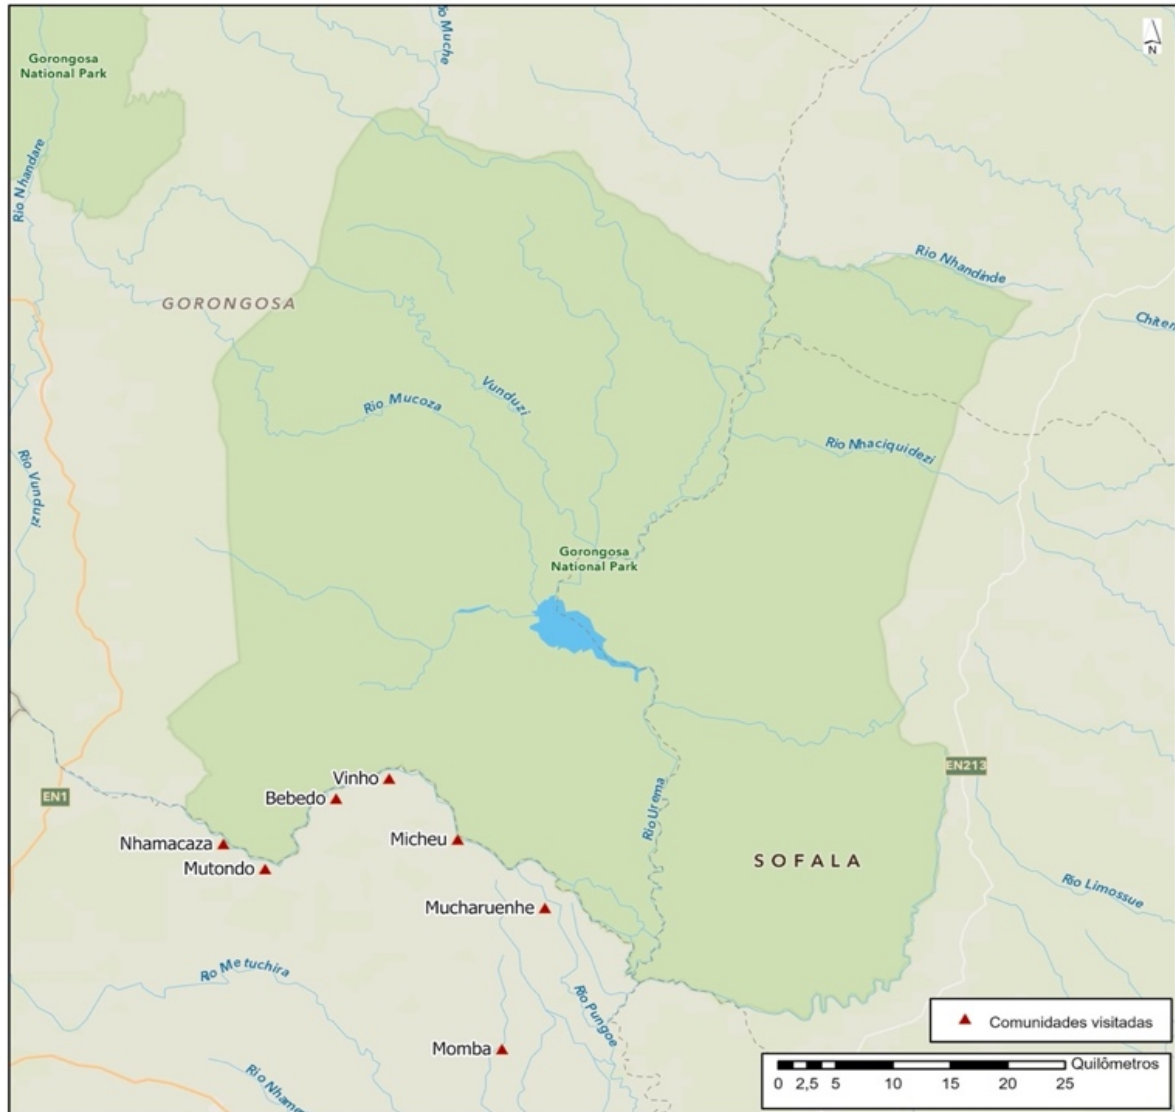 Gorongosa
National Park
Muche
N
Rio Nhandare
Rio Nhandinde
GORONGOSA
Vunduzi
Rio Mucoza
Rio Nhaciquidezi
Rio Vunduzi
Gorongosa
National Park
EN213
Vinho
EN1
Bebedo
Rio Urema
Nhamacaza
Micheu
Mutondo
SOFALA
Rio Limossue
Mucharuenhe
Rio Metuchira
Rio Pungoe
Comunidades visitadas
Momba
Quilômetros
0 2,5 5 10 15 20 25